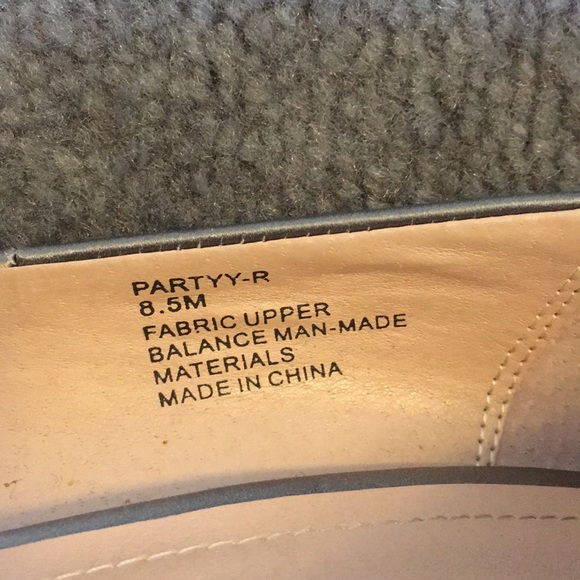 PARTYY-R
8.5M
FABRIC UPPER
BALANCE MAN-MADE
MATERIALS
MADE IN CHINA